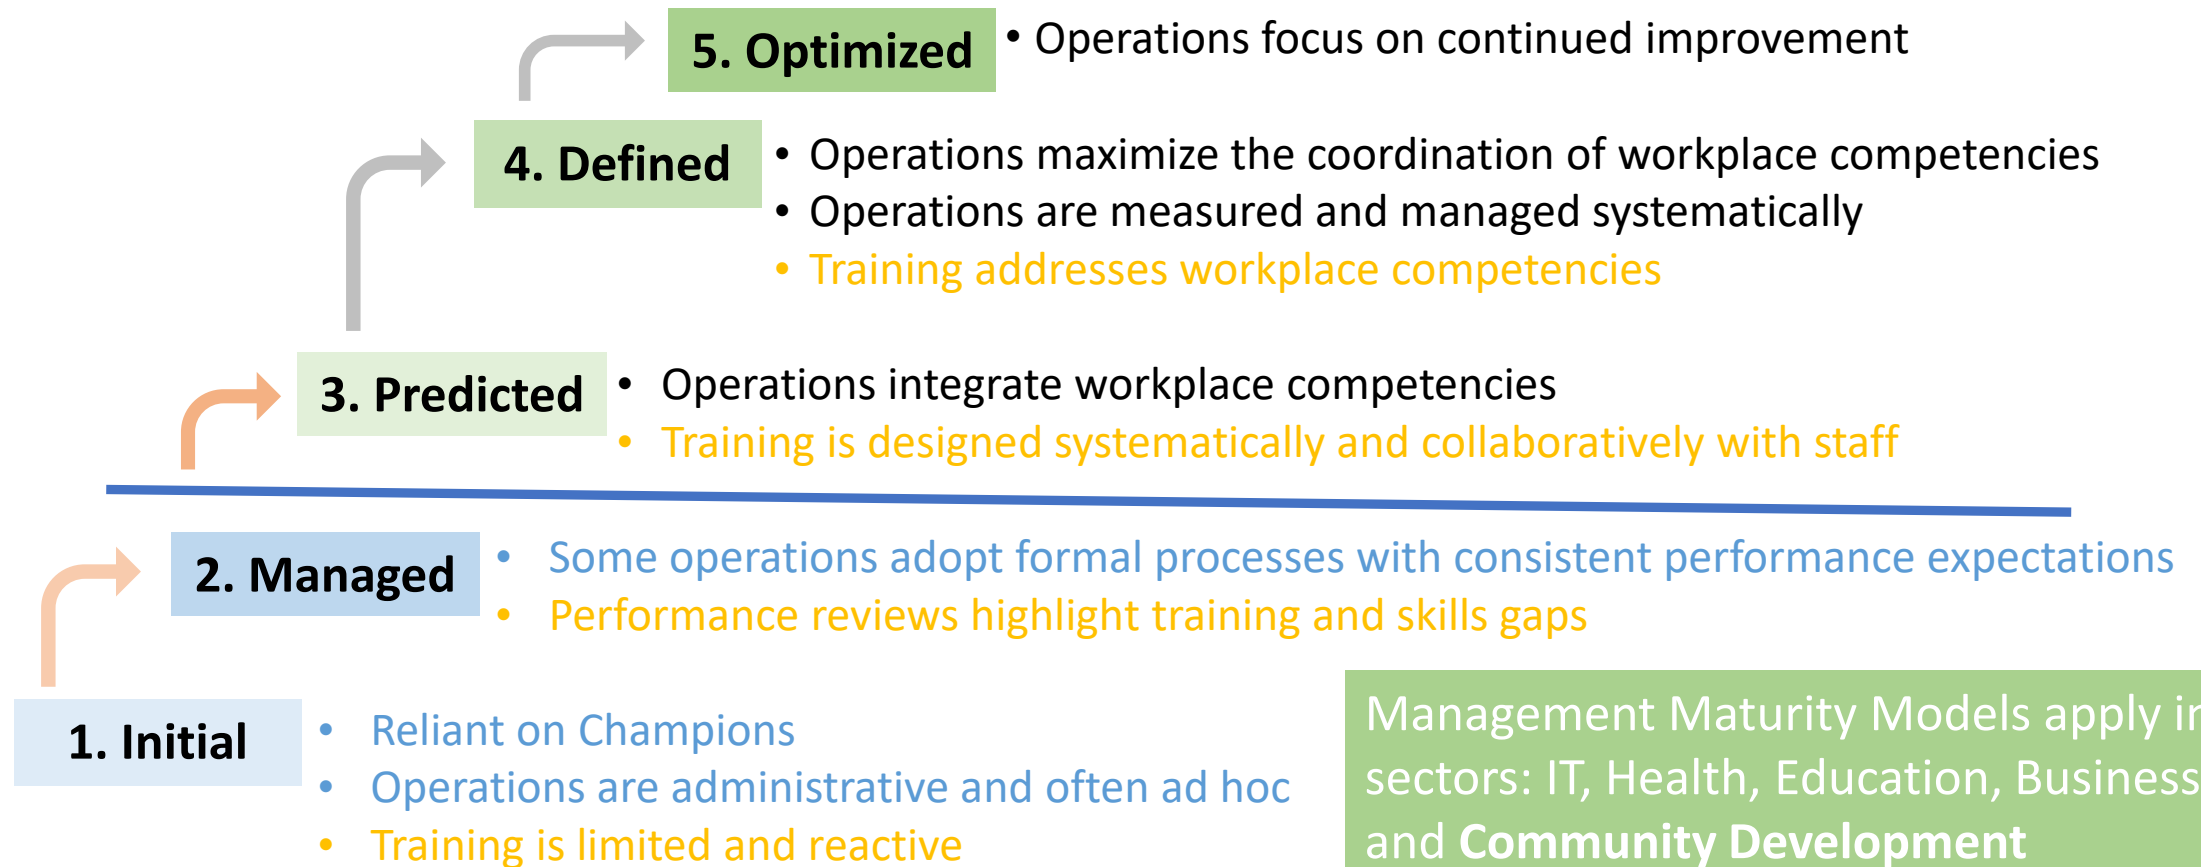 5. Optimized
• Operations focus on continued improvement
4. Defined
• Operations maximize the coordination of workplace competencies
• Operations are measured and managed systematically
• Training addresses workplace competencies
3. Predicted
• Operations integrate workplace competencies
• Training is designed systematically and collaboratively with staff
2. Managed
• Some operations adopt formal processes with consistent performance expectations
• Performance reviews highlight training and skills gaps
1. Initial
• Reliant on Champions
• Operations are administrative and often ad hoc
• Training is limited and reactive
Management Maturity Models apply in
sectors: IT, Health, Education, Business
and Community Development